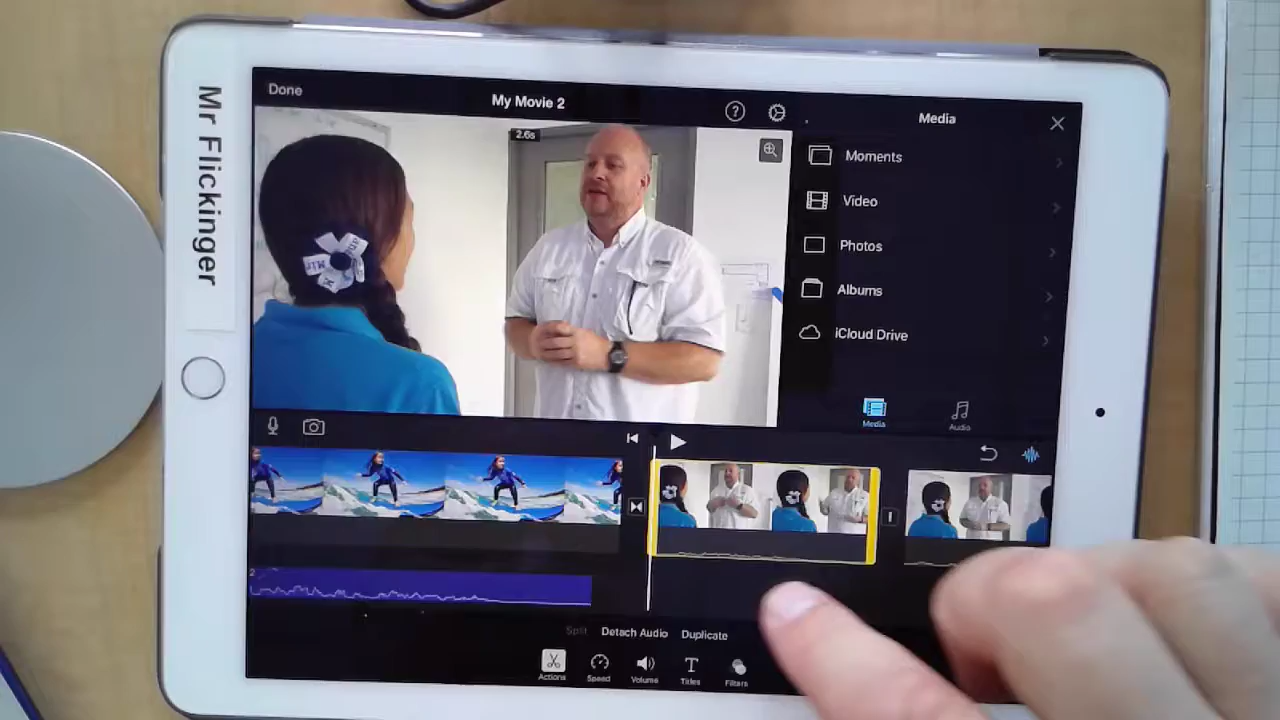 Mr Flickinger
Done
My Movie 2
?
Media
2.6s
Moments
Video
Photos
Albums
iCloud Drive
Media
Audio
2
Split
Detach Audio
Duplicate
Actions
Speed
Volume
T
Titles
Filters